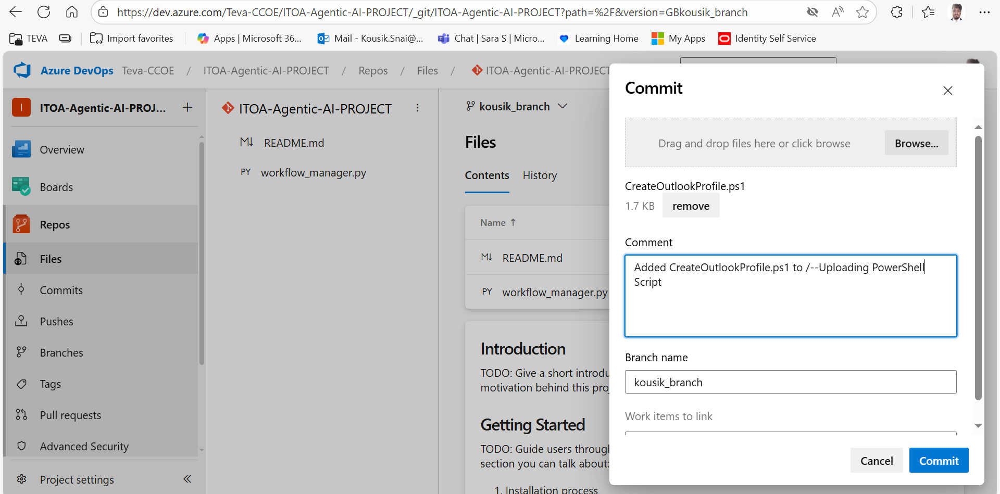 https://dev.azure.com/Teva-CCOE/ITOA-Agentic-AI-PROJECT/_git/ITOA-Agentic-AI-PROJECT?path=%2F&version=GBkousik_branch
TEVA
Import favorites
Apps | Microsoft 36...
Mail - Kousik.Snai@...
Chat | Sara S | Micro...
Learning Home
My Apps
Identity Self Service
Azure DevOps
Teva-CCOE
/
ITOA-Agentic-AI-PROJECT
/
Repos
/
Files
/
ITOA-Agentic-AI-PROJECT
I
ITOA-Agentic-AI-PROJ...
Overview
Boards
Repos
Files
Commits
Pushes
Branches
Tags
Pull requests
Advanced Security
Project settings
ITOA-Agentic-AI-PROJECT
M↓ README.md
PY workflow_manager.py
kousik_branch
Files
Contents
History
Name ↑
M↓ README.md
PY workflow_manager.py
Introduction
TODO: Give a short introdu
motivation behind this proj
Getting Started
TODO: Guide users through
section you can talk about:
1. Installation process
Commit
Drag and drop files here or click browse
Browse...
CreateOutlookProfile.ps1
1.7 KB
remove
Comment
Added CreateOutlookProfile.ps1 to /--Uploading PowerShell
Script
Branch name
kousik_branch
Work items to link
Cancel
Commit